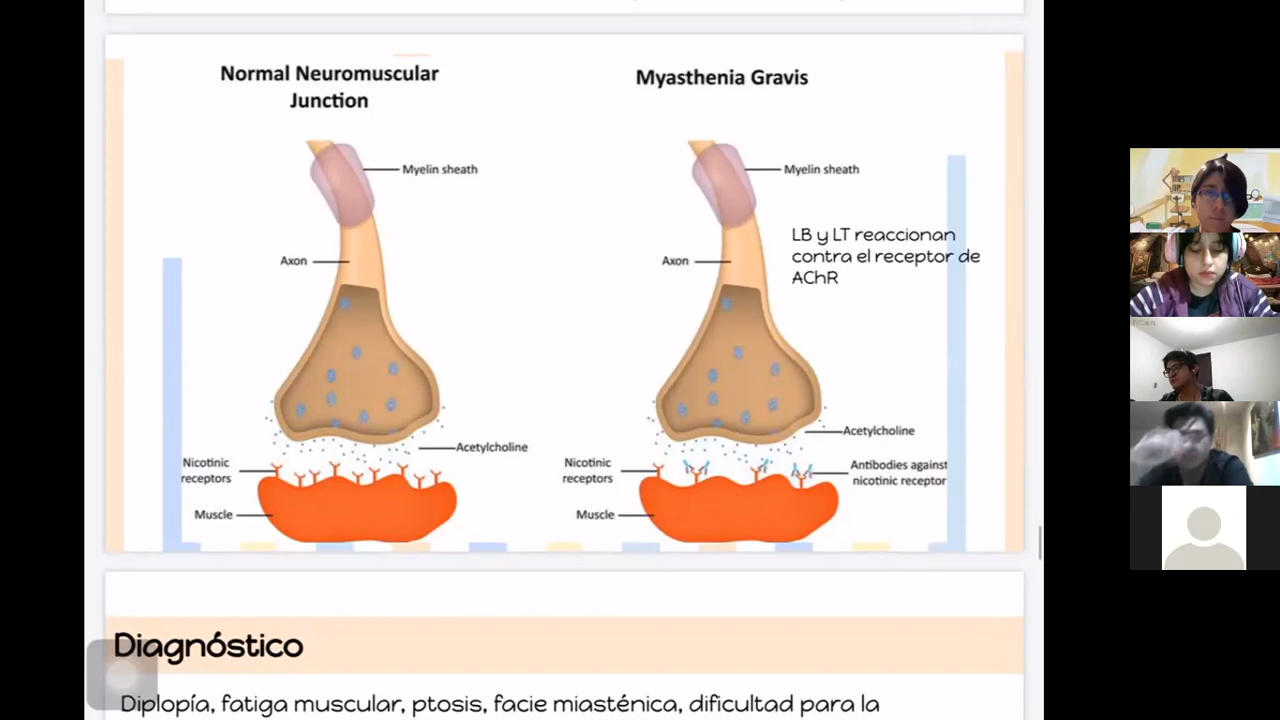 Normal Neuromuscular
Junction
Myelin sheath
Axon
Acetylcholine
Nicotinic
receptors
Muscle
Myasthenia Gravis
Myelin sheath
LB y LT reaccionan
contra el receptor de
AChR
Axon
Acetylcholine
Nicotinic
receptors
Antibodies against
nicotinic receptor
Muscle
Diagnóstico
Diplopía, fatiga muscular, ptosis, facie miasténica, dificultad para la